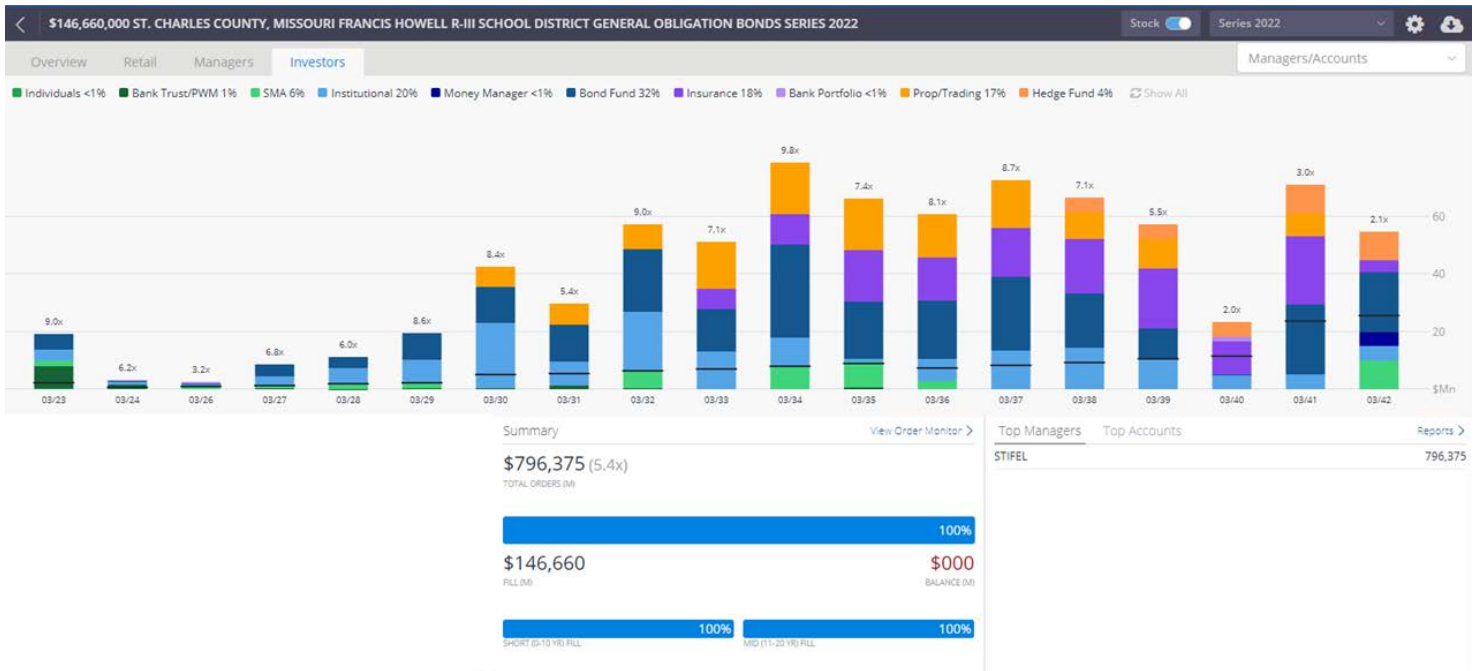 $146,660,000 ST. CHARLES COUNTY, MISSOURI FRANCIS HOWELL R-III SCHOOL DISTRICT GENERAL OBLIGATION BONDS SERIES 2022 Stock Series 2022
Overview Retail Managers Investors Managers/Accounts
Individuals <1% Bank Trust/PWM 1% SMA 6% Institutional 20% Money Manager <1% Bond Fund 32% Insurance 18% Bank Portfolio <1% Prop/Trading 17% Hedge Fund 4% Show All
9.0x 6.2x 3.2x 6.8x 6.0x 8.6x 8.4x 5.4x 9.0x 7.1x 9.8x 7.4x 8.1x 8.7x 7.1x 5.5x 2.0x 3.0x 2.1x
60
40
20
$Mn
03/23 03/24 03/26 03/27 03/28 03/29 03/30 03/31 03/32 03/33 03/34 03/35 03/36 03/37 03/38 03/39 03/40 03/41 03/42
Summary View Order Monitor
$796,375 (5.4x)
TOTAL ORDERS (M)
100%
$146,660 $000
FILL (M) BALANCE (M)
100% 100%
SHORT (0-10 YR) FILL MID (11-20 YR) FILL
Top Managers Top Accounts Reports
STIFEL 796,375